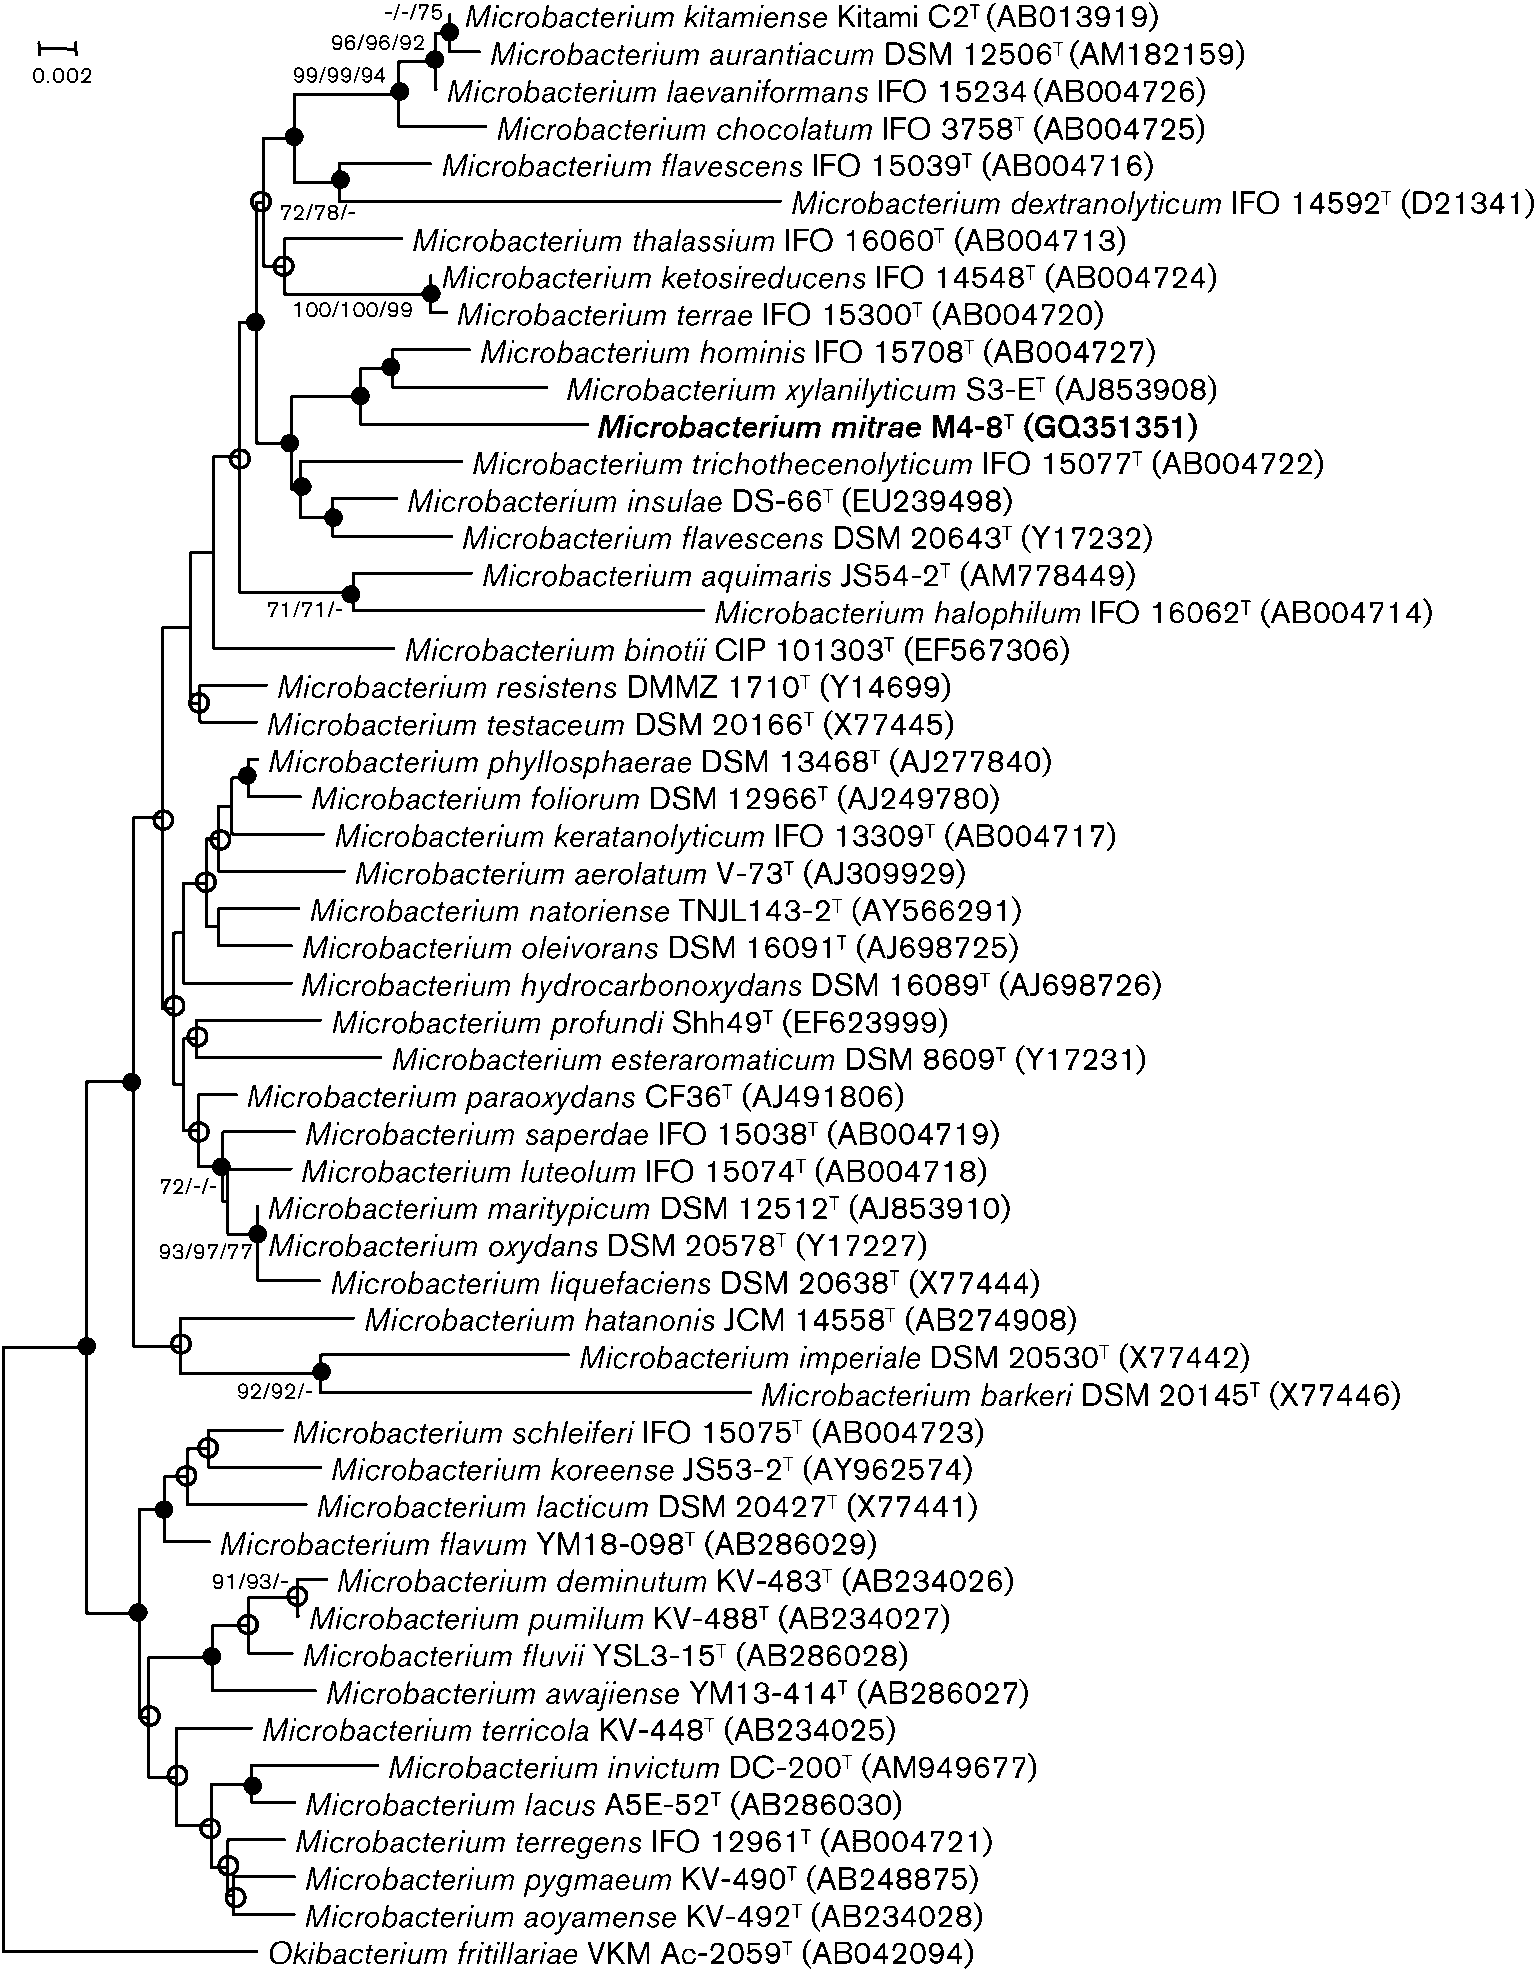 -/-/75
Microbacterium kitamiense Kitami C2ᵀ (AB013919)
96/96/92
0.002
Microbacterium aurantiacum DSM 12506ᵀ (AM182159)
99/99/94
Microbacterium laevaniformans IFO 15234 (AB004726)
Microbacterium chocolatum IFO 3758ᵀ (AB004725)
Microbacterium flavescens IFO 15039ᵀ (AB004716)
Microbacterium dextranolyticum IFO 14592ᵀ (D21341)
72/78/-
Microbacterium thalassium IFO 16060ᵀ (AB004713)
Microbacterium ketosireducens IFO 14548ᵀ (AB004724)
100/100/99
Microbacterium terrae IFO 15300ᵀ (AB004720)
Microbacterium hominis IFO 15708ᵀ (AB004727)
Microbacterium xylanilyticum S3-Eᵀ (AJ853908)
Microbacterium mitrae M4-8ᵀ (GQ351351)
Microbacterium trichothecenolyticum IFO 15077ᵀ (AB004722)
Microbacterium insulae DS-66ᵀ (EU239498)
Microbacterium flavescens DSM 20643ᵀ (Y17232)
Microbacterium aquimaris JS54-2ᵀ (AM778449)
71/71/-
Microbacterium halophilum IFO 16062ᵀ (AB004714)
Microbacterium binotii CIP 101303ᵀ (EF567306)
Microbacterium resistens DMMZ 1710ᵀ (Y14699)
Microbacterium testaceum DSM 20166ᵀ (X77445)
Microbacterium phyllosphaerae DSM 13468ᵀ (AJ277840)
Microbacterium foliorum DSM 12966ᵀ (AJ249780)
Microbacterium keratanolyticum IFO 13309ᵀ (AB004717)
Microbacterium aerolatum V-73ᵀ (AJ309929)
Microbacterium natoriense TNJL143-2ᵀ (AY566291)
Microbacterium oleivorans DSM 16091ᵀ (AJ698725)
Microbacterium hydrocarbonoxydans DSM 16089ᵀ (AJ698726)
Microbacterium profundi Shh49ᵀ (EF623999)
Microbacterium esteraromaticum DSM 8609ᵀ (Y17231)
Microbacterium paraoxydans CF36ᵀ (AJ491806)
Microbacterium saperdae IFO 15038ᵀ (AB004719)
Microbacterium luteolum IFO 15074ᵀ (AB004718)
72/-/-
Microbacterium maritypicum DSM 12512ᵀ (AJ853910)
93/97/77
Microbacterium oxydans DSM 20578ᵀ (Y17227)
Microbacterium liquefaciens DSM 20638ᵀ (X77444)
Microbacterium hatanonis JCM 14558ᵀ (AB274908)
Microbacterium imperiale DSM 20530ᵀ (X77442)
92/92/-
Microbacterium barkeri DSM 20145ᵀ (X77446)
Microbacterium schleiferi IFO 15075ᵀ (AB004723)
Microbacterium koreense JS53-2ᵀ (AY962574)
Microbacterium lacticum DSM 20427ᵀ (X77441)
Microbacterium flavum YM18-098ᵀ (AB286029)
91/93/-
Microbacterium deminutum KV-483ᵀ (AB234026)
Microbacterium pumilum KV-488ᵀ (AB234027)
Microbacterium fluvii YSL3-15ᵀ (AB286028)
Microbacterium awajiense YM13-414ᵀ (AB286027)
Microbacterium terricola KV-448ᵀ (AB234025)
Microbacterium invictum DC-200ᵀ (AM949677)
Microbacterium lacus A5E-52ᵀ (AB286030)
Microbacterium terregens IFO 12961ᵀ (AB004721)
Microbacterium pygmaeum KV-490ᵀ (AB248875)
Microbacterium aoyamense KV-492ᵀ (AB234028)
Okibacterium fritillariae VKM Ac-2059ᵀ (AB042094)